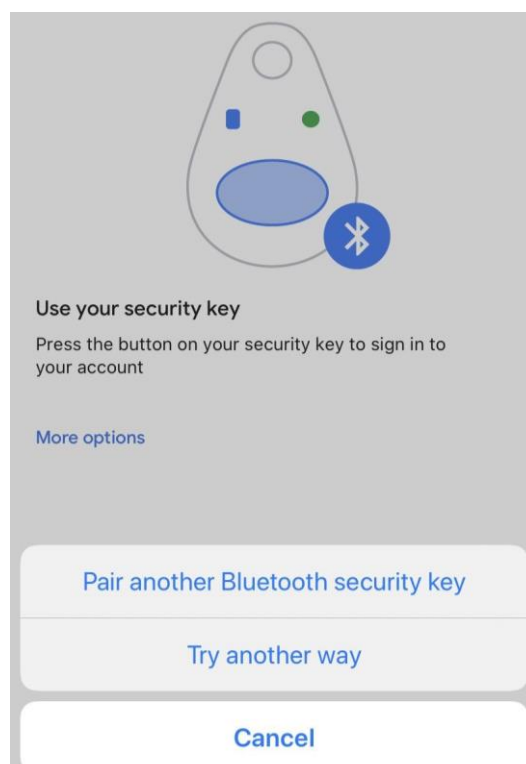 Use your security key
Press the button on your security key to sign in to
your account
More options
Pair another Bluetooth security key
Try another way
Cancel